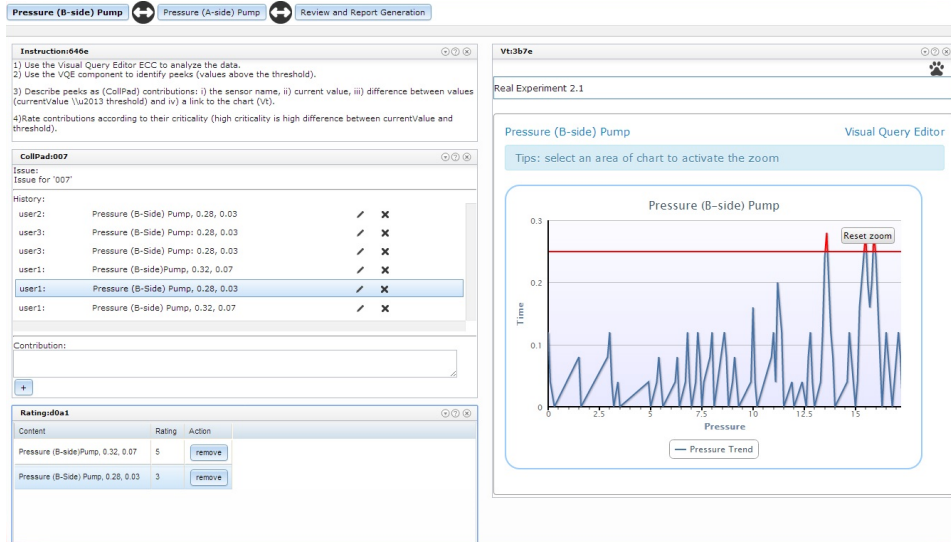 Pressure (B-side) Pump
Pressure (A-side) Pump
Review and Report Generation
Instruction:646e
1) Use the Visual Query Editor ECC to analyze the data.
2) Use the VQE component to identify peeks (values above the threshold).
3) Describe peeks as (CollPad) contributions: i) the sensor name, ii) current value, iii) difference between values
(currentValue \\u2013 threshold) and iv) a link to the chart (Vt).
4)Rate contributions according to their criticality (high criticality is high difference between currentValue and
threshold).
CollPad:007
Issue:
Issue for '007'
History:
user2: Pressure (B-Side) Pump, 0.28, 0.03
user3: Pressure (B-Side) Pump: 0.28, 0.03
user3: Pressure (B-Side) Pump: 0.28, 0.03
user1: Pressure (B-side)Pump, 0.32, 0.07
user1: Pressure (B-Side) Pump, 0.28, 0.03
user1: Pressure (B-side) Pump, 0.32, 0.07
Contribution:
+
Rating:d0a1
Content Rating Action
Pressure (B-side)Pump, 0.32, 0.07 5 remove
Pressure (B-Side) Pump, 0.28, 0.03 3 remove
Vt:3b7e
Real Experiment 2.1
Pressure (B-side) Pump Visual Query Editor
Tips: select an area of chart to activate the zoom
Pressure (B-side) Pump
Reset zoom
0.3
0.2
0.1
0
Time
0 2.5 5 7.5 10 12.5 15
Pressure
Pressure Trend